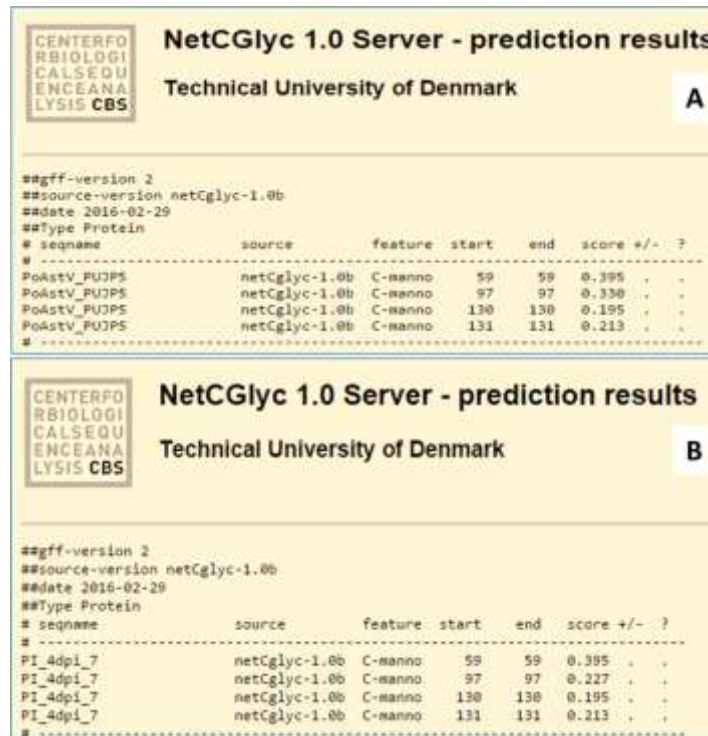 CENTERFO
RBIOLOGI
CALSEQU
ENCEANA
LYSIS CBS
NetCGlyc 1.0 Server - prediction results
Technical University of Denmark
A
##gff-version 2
##source-version netCglyc-1.0b
##date 2016-02-29
##Type Protein
# seqname source feature start end score +/- ?
# ---------------------------------------------------------------------------
PoAstV_PUJP5 netCglyc-1.0b C-manno 59 59 0.395 . .
PoAstV_PUJP5 netCglyc-1.0b C-manno 97 97 0.330 . .
PoAstV_PUJP5 netCglyc-1.0b C-manno 130 130 0.195 . .
PoAstV_PUJP5 netCglyc-1.0b C-manno 131 131 0.213 . .
# ---------------------------------------------------------------------------
CENTERFO
RBIOLOGI
CALSEQU
ENCEANA
LYSIS CBS
NetCGlyc 1.0 Server - prediction results
Technical University of Denmark
B
##gff-version 2
##source-version netCglyc-1.0b
##date 2016-02-29
##Type Protein
# seqname source feature start end score +/- ?
# ---------------------------------------------------------------------------
PI_4dpi_7 netCglyc-1.0b C-manno 59 59 0.395 . .
PI_4dpi_7 netCglyc-1.0b C-manno 97 97 0.227 . .
PI_4dpi_7 netCglyc-1.0b C-manno 130 130 0.195 . .
PI_4dpi_7 netCglyc-1.0b C-manno 131 131 0.213 . .
# ---------------------------------------------------------------------------